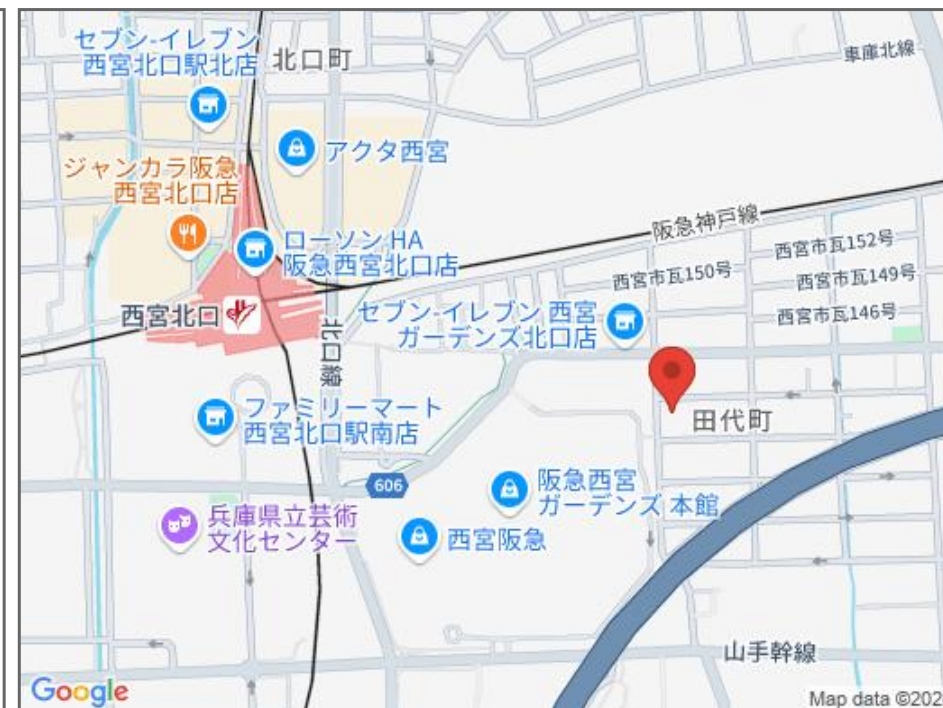 セブン-イレブン
西宮北口駅北店
北口町
車庫北線
アクタ西宮
ジャンカラ阪急
西宮北口店
ローソン HA
阪急西宮北口店
阪急神戸線
西宮市瓦152号
西宮市瓦150号
西宮市瓦149号
西宮市瓦146号
西宮北口
北口線
セブン-イレブン 西宮
ガーデンズ北口店
ファミリーマート
西宮北口駅南店
田代町
606
阪急西宮
ガーデンズ 本館
兵庫県立芸術
文化センター
西宮阪急
山手幹線
Google
Map data ©202